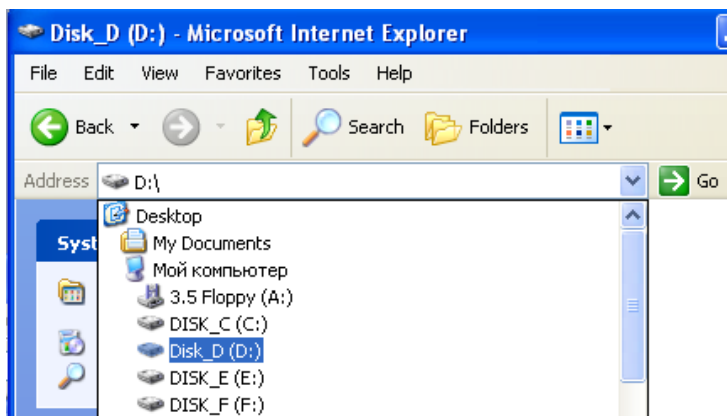 Disk_D (D:) - Microsoft Internet Explorer
File Edit View Favorites Tools Help
Back Search Folders
Address D:\ Go
Desktop
Syst My Documents
Мой компьютер
3.5 Floppy (A:)
DISK_C (C:)
Disk_D (D:)
DISK_E (E:)
DISK_F (F:)